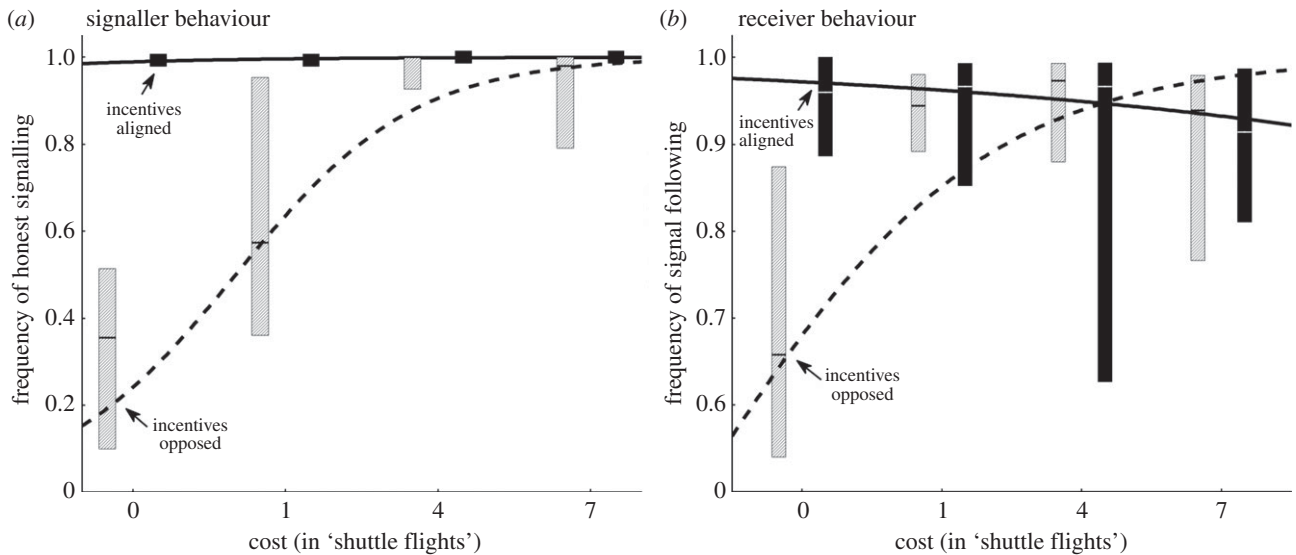 (a) signaller behaviour
1.0
0.8
0.6
0.4
0.2
0
frequency of honest signalling
incentives
aligned
incentives
opposed
0 1 4 7
cost (in ‘shuttle flights’)
(b) receiver behaviour
1.0
0.9
0.8
0.7
0.6
0
frequency of signal following
incentives
aligned
incentives
opposed
0 1 4 7
cost (in ‘shuttle flights’)